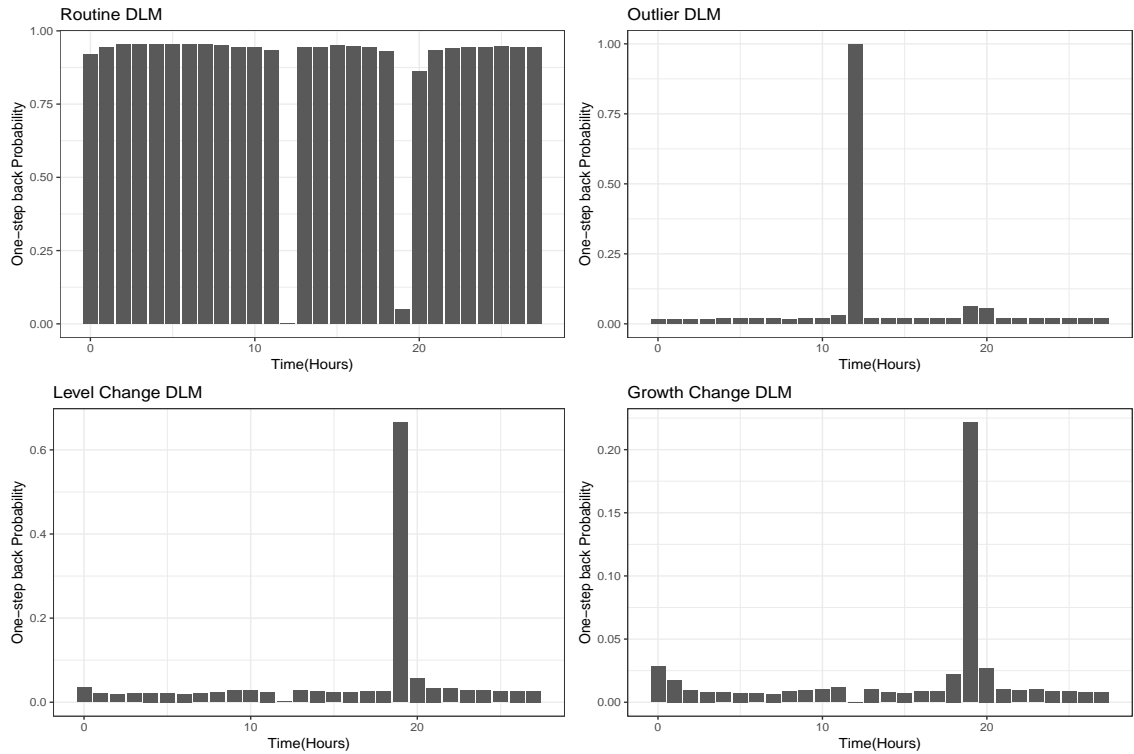 Routine DLM
One−step back Probability
1.00
0.75
0.50
0.25
0.00
0 10 20
Time(Hours)
Outlier DLM
One−step back Probability
1.00
0.75
0.50
0.25
0.00
0 10 20
Time(Hours)
Level Change DLM
One−step back Probability
0.6
0.4
0.2
0.0
0 10 20
Time(Hours)
Growth Change DLM
One−step back Probability
0.20
0.15
0.10
0.05
0.00
0 10 20
Time(Hours)